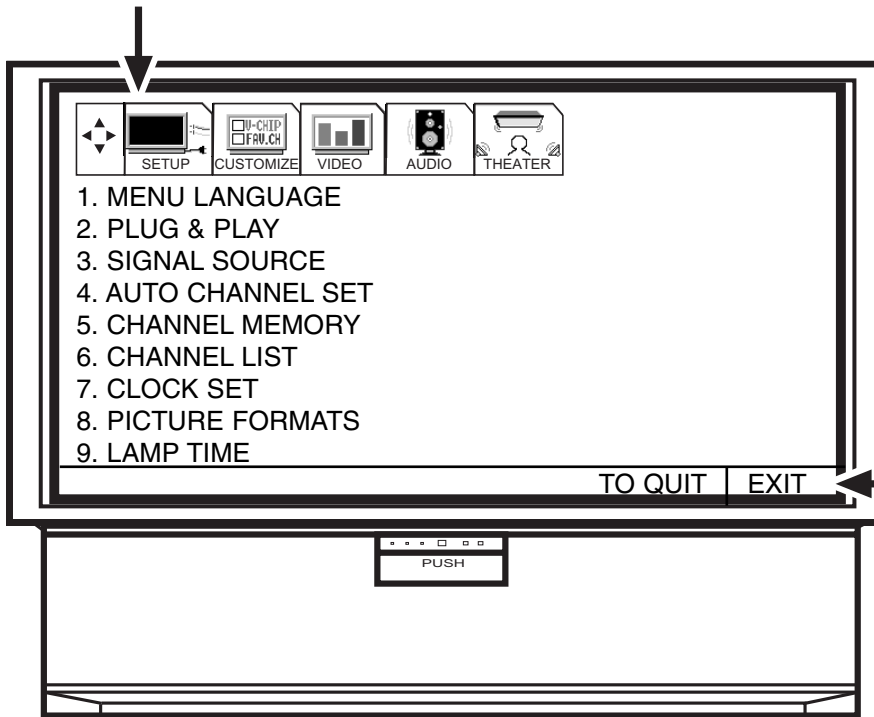 U-CHIP
FAV.CH
SETUP CUSTOMIZE VIDEO AUDIO THEATER
1. MENU LANGUAGE
2. PLUG & PLAY
3. SIGNAL SOURCE
4. AUTO CHANNEL SET
5. CHANNEL MEMORY
6. CHANNEL LIST
7. CLOCK SET
8. PICTURE FORMATS
9. LAMP TIME
TO QUIT EXIT
PUSH